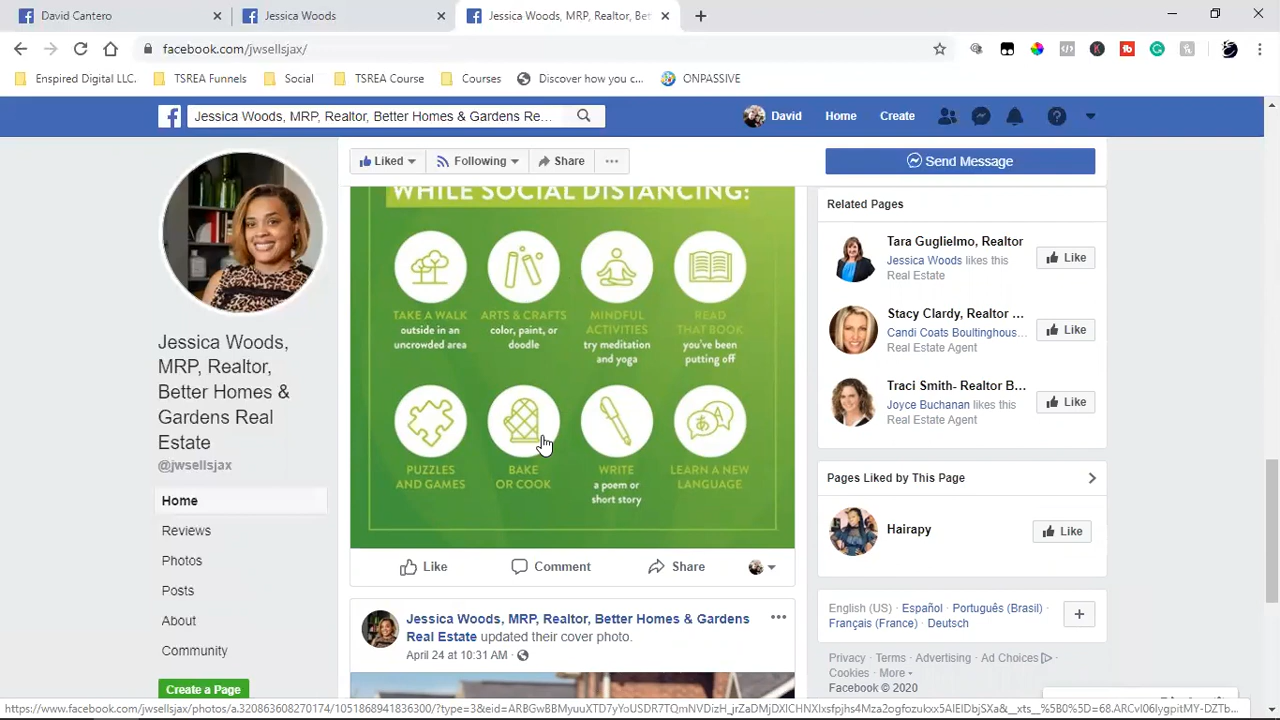 David Cantero
Jessica Woods
Jessica Woods, MRP, Realtor, Bet
facebook.com/jwsellsjax/
Enspired Digital LLC.
TSREA Funnels
Social
TSREA Course
Courses
Discover how you c...
ONPASSIVE
Jessica Woods, MRP, Realtor, Better Homes & Gardens Re...
David
Home
Create
Liked
Following
Share
Send Message
Jessica Woods,
MRP, Realtor,
Better Homes &
Gardens Real
Estate
@jwsellsjax
Home
Reviews
Photos
Posts
About
Community
Create a Page
WHILE SOCIAL DISTANCING:
TAKE A WALK
outside in an
uncrowded area
ARTS & CRAFTS
color, paint, or
doodle
MINDFUL
ACTIVITIES
try meditation
and yoga
READ
THAT BOOK
you've been
putting off
PUZZLES
AND GAMES
BAKE
OR COOK
WRITE
a poem or
short story
LEARN A NEW
LANGUAGE
Like
Comment
Share
Jessica Woods, MRP, Realtor, Better Homes & Gardens
Real Estate updated their cover photo.
April 24 at 10:31 AM
Related Pages
Tara Guglielmo, Realtor
Jessica Woods likes this
Real Estate
Like
Stacy Clardy, Realtor ...
Candi Coats Boultinghous...
Real Estate Agent
Like
Traci Smith- Realtor B...
Joyce Buchanan likes this
Real Estate Agent
Like
Pages Liked by This Page
Hairapy
Like
English (US) · Español · Português (Brasil) ·
Français (France) · Deutsch
Privacy · Terms · Advertising · Ad Choices ·
Cookies · More
Facebook © 2020